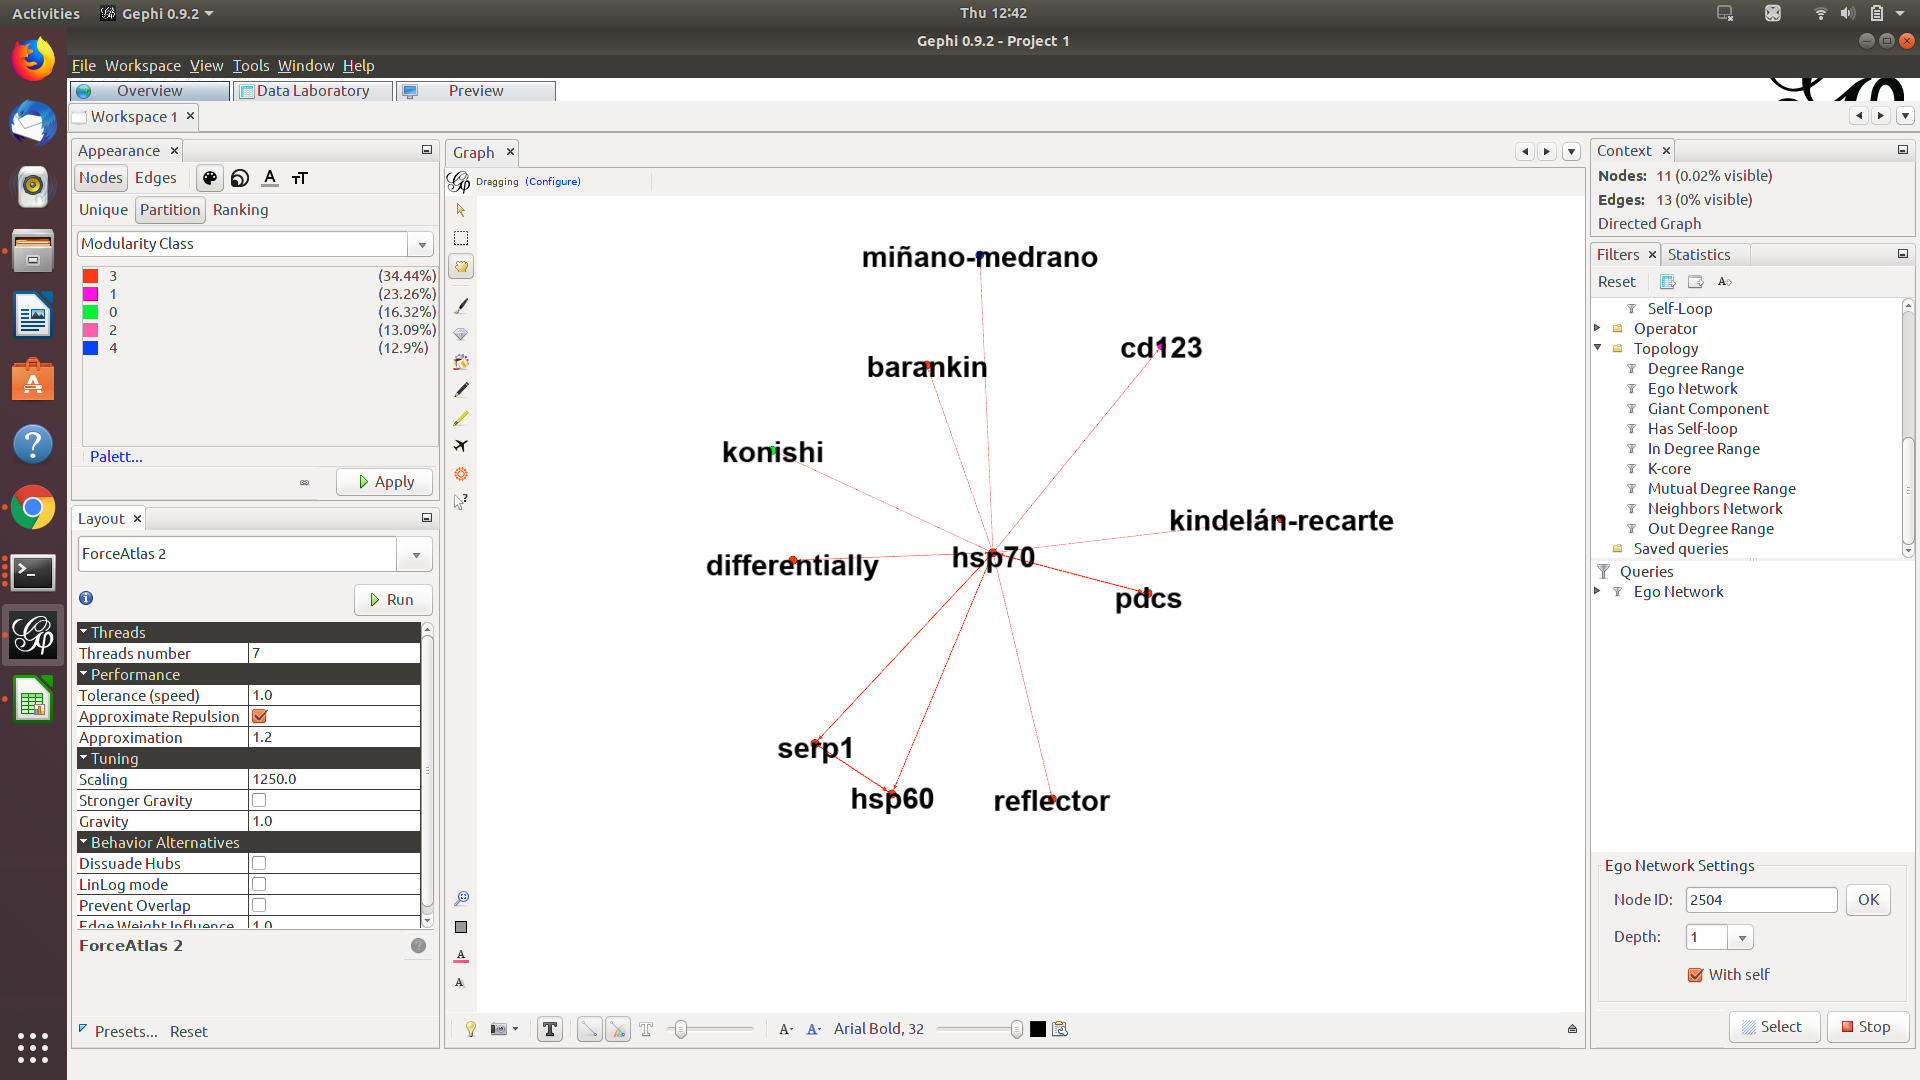 Activities Gephi 0.9.2 Thu 12:42
Gephi 0.9.2 - Project 1
File Workspace View Tools Window Help
Overview Data Laboratory Preview
Workspace 1
Appearance
Nodes Edges
Unique Partition Ranking
Modularity Class
3 (34.44%)
1 (23.26%)
0 (16.32%)
2 (13.09%)
4 (12.9%)
Palett...
Apply
Layout
ForceAtlas 2
Run
Threads
Threads number 7
Performance
Tolerance (speed) 1.0
Approximate Repulsion
Approximation 1.2
Tuning
Scaling 1250.0
Stronger Gravity
Gravity 1.0
Behavior Alternatives
Dissuade Hubs
LinLog mode
Prevent Overlap
Edge Weight Influence 1.0
ForceAtlas 2
Presets... Reset
Graph
Dragging (Configure)
miñano-medrano
cd123
barankin
konishi
kindelán-recarte
hsp70
differentially
pdcs
serp1
hsp60
reflector
Arial Bold, 32
Context
Nodes: 11 (0.02% visible)
Edges: 13 (0% visible)
Directed Graph
Filters Statistics
Reset
Self-Loop
Operator
Topology
Degree Range
Ego Network
Giant Component
Has Self-loop
In Degree Range
K-core
Mutual Degree Range
Neighbors Network
Out Degree Range
Saved queries
Queries
Ego Network
Ego Network Settings
Node ID: 2504 OK
Depth: 1
With self
Select Stop